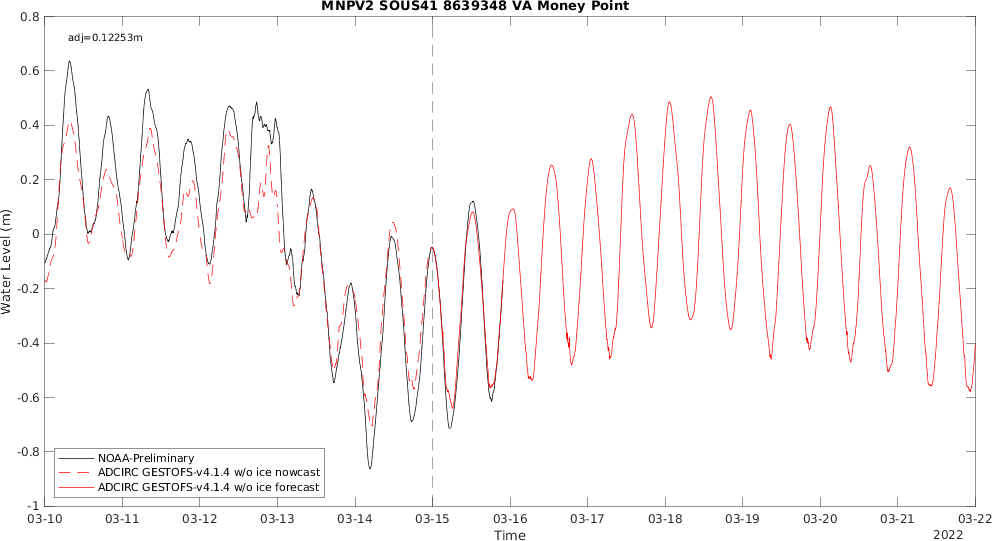 MNPV2 SOUS41 8639348 VA Money Point
adj=0.12253m
0.8
0.6
0.4
0.2
0
-0.2
-0.4
-0.6
-0.8
-1
Water Level (m)
NOAA-Preliminary
ADCIRC GESTOFS-v4.1.4 w/o ice nowcast
ADCIRC GESTOFS-v4.1.4 w/o ice forecast
03-10 03-11 03-12 03-13 03-14 03-15 03-16 03-17 03-18 03-19 03-20 03-21 03-22
Time
2022